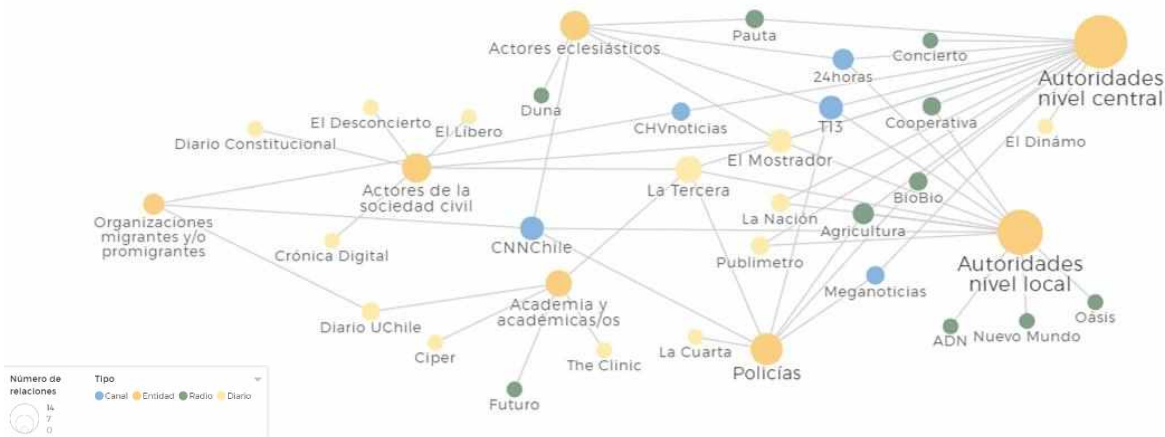 Pauta
Actores eclesiásticos
Concierto
24horas
Autoridades
nivel central
Duna
El Desconcierto
El Líbero
CHVnoticias
T13
Cooperativa
Diario Constitucional
El Mostrador
El Dinámo
Actores de la
sociedad civil
La Tercera
BioBio
Organizaciones
migrantes y/o
promigrantes
La Nación
Agricultura
Crónica Digital
CNNChile
Publimetro
Autoridades
nivel local
Meganoticias
Academia y
académicas/os
Diario UChile
Oásis
Ciper
The Clinic
La Cuarta
ADN
Nuevo Mundo
Policías
Futuro
Número de
relaciones
14
7
0
Tipo
Canal Entidad Radio Diario